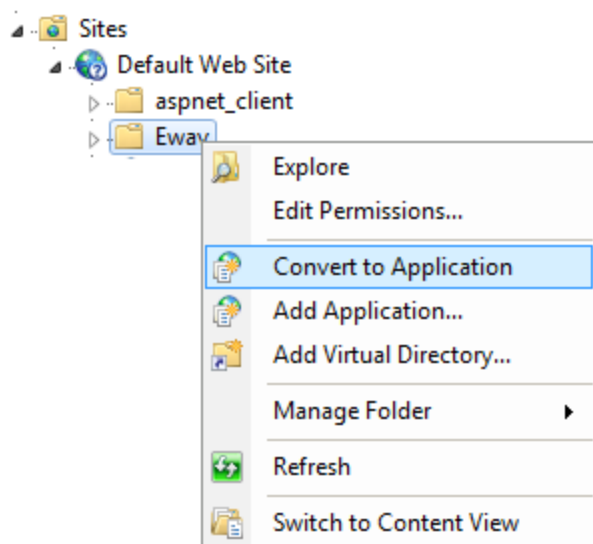 Sites
Default Web Site
aspnet_client
Eway
Explore
Edit Permissions...
Convert to Application
Add Application...
Add Virtual Directory...
Manage Folder
Refresh
Switch to Content View